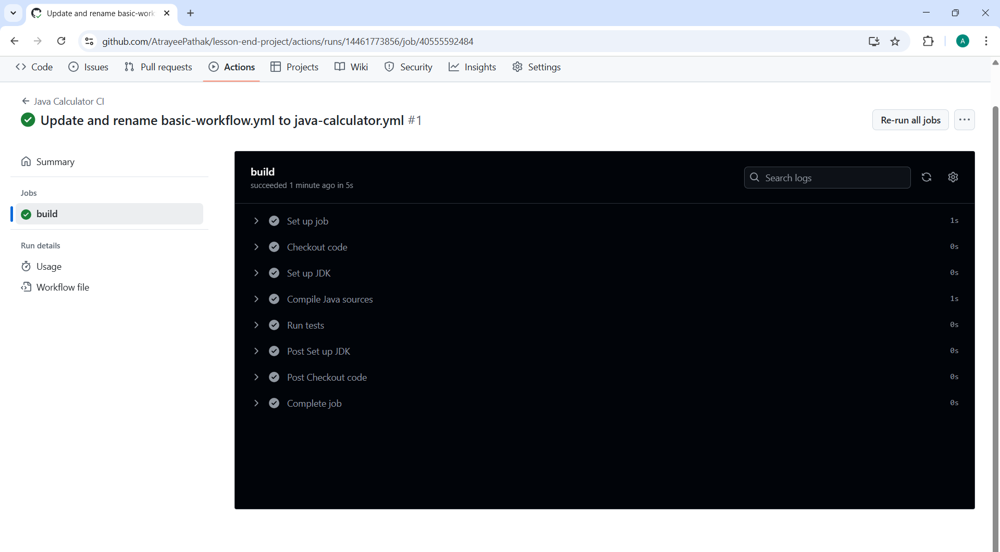 Update and rename basic-work
github.com/AtrayeePathak/lesson-end-project/actions/runs/14461773856/job/40555592484
A
Code Issues Pull requests Actions Projects Wiki Security Insights Settings
Java Calculator CI
Update and rename basic-workflow.yml to java-calculator.yml #1
Re-run all jobs
Summary
Jobs
build
Run details
Usage
Workflow file
build
succeeded 1 minute ago in 5s
Search logs
Set up job 1s
Checkout code 0s
Set up JDK 0s
Compile Java sources 1s
Run tests 0s
Post Set up JDK 0s
Post Checkout code 0s
Complete job 0s